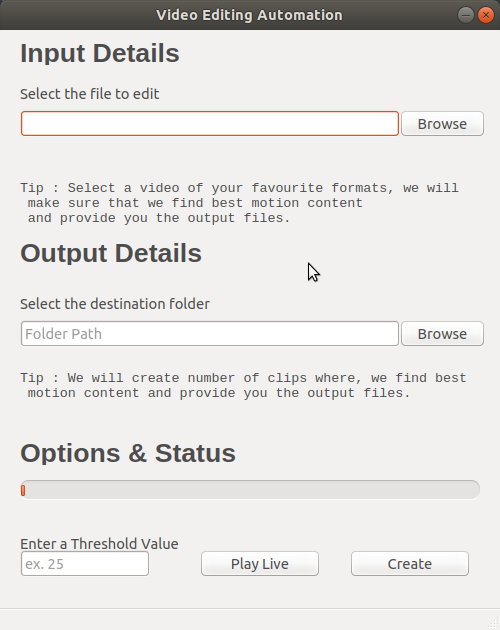 Video Editing Automation
Input Details
Select the file to edit
Browse
Tip : Select a video of your favourite formats, we will
make sure that we find best motion content
and provide you the output files.
Output Details
Select the destination folder
Folder Path
Browse
Tip : We will create number of clips where, we find best
motion content and provide you the output files.
Options & Status
Enter a Threshold Value
ex. 25
Play Live
Create